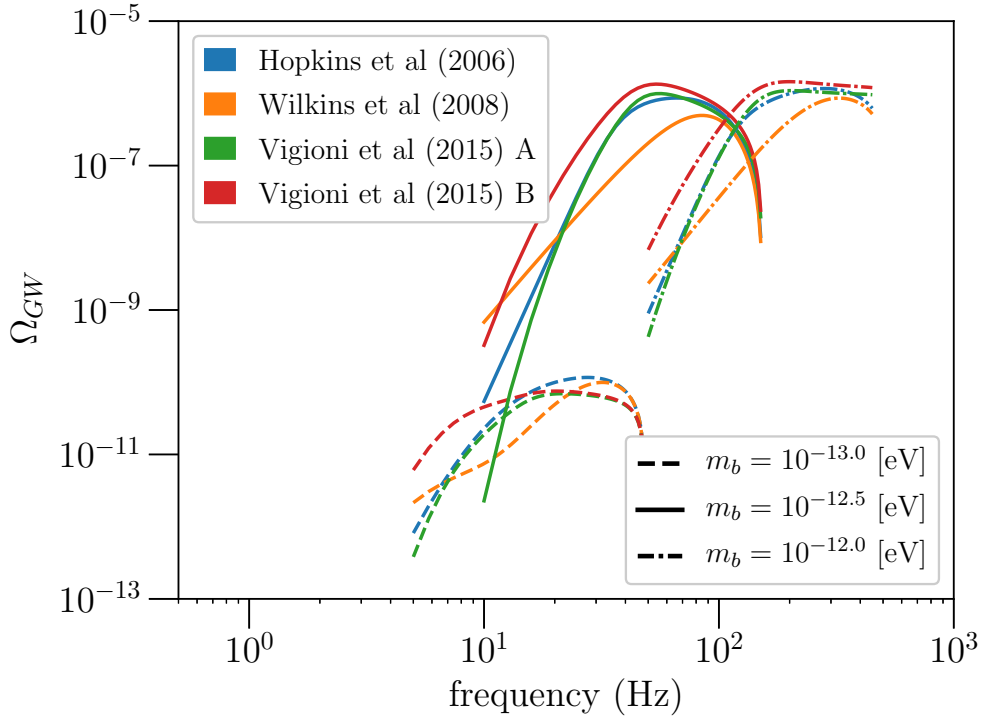 10^{-5}
10^{-7}
10^{-9}
10^{-11}
10^{-13}
Ω_{GW}
Hopkins et al (2006)
Wilkins et al (2008)
Vigioni et al (2015) A
Vigioni et al (2015) B
m_b = 10^{-13.0} [eV]
m_b = 10^{-12.5} [eV]
m_b = 10^{-12.0} [eV]
10^0
10^1
10^2
10^3
frequency (Hz)